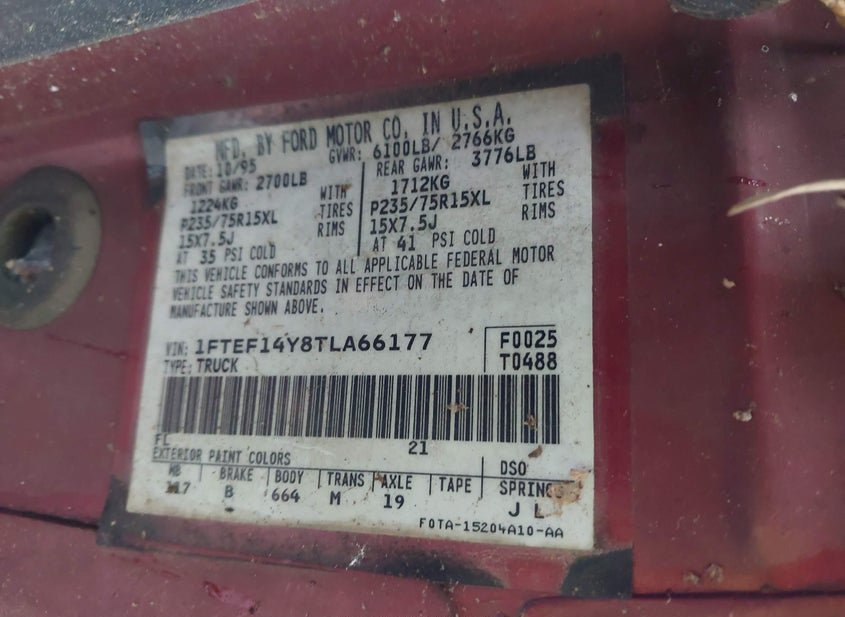 MFD. BY FORD MOTOR CO. IN U.S.A.
DATE: 10/95 GVWR: 6100LB/ 2766KG
FRONT GAWR: 2700LB REAR GAWR: 3776LB
1224KG WITH 1712KG WITH
P235/75R15XL TIRES P235/75R15XL TIRES
15X7.5J RIMS 15X7.5J RIMS
AT 35 PSI COLD AT 41 PSI COLD
THIS VEHICLE CONFORMS TO ALL APPLICABLE FEDERAL MOTOR
VEHICLE SAFETY STANDARDS IN EFFECT ON THE DATE OF
MANUFACTURE SHOWN ABOVE.
VIN: 1FTEF14Y8TLA66177 F0025
TYPE: TRUCK T0488
FL 21
EXTERIOR PAINT COLORS DSO
WB BRAKE BODY TRANS AXLE TAPE SPRINGS
117 B 664 M 19 J L
F0TA-15204A10-AA